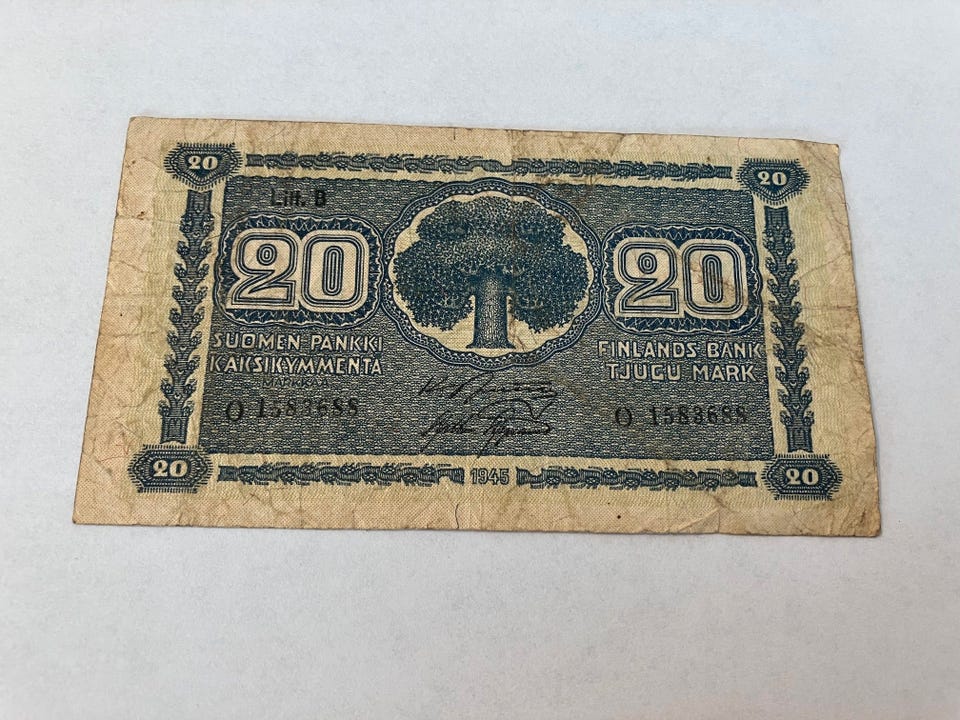 20 20
Litt. B
20 20
SUOMEN PANKKI
KAKSIKYMMENTÄ
MARKKAA
FINLANDS BANK
TJUGU MARK
O 1583688 O 1583688
20 1945 20